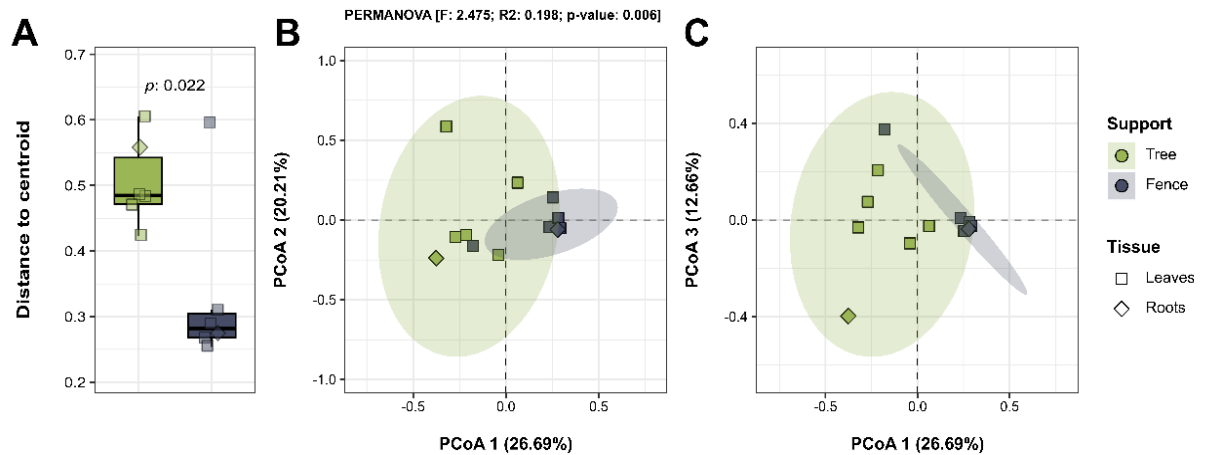 PERMANOVA [F: 2.475; R2: 0.198; p-value: 0.006]
A
Distance to centroid
0.7
0.6
0.5
0.4
0.3
0.2
p: 0.022
B
PCoA 2 (20.21%)
1.0
0.5
0.0
-0.5
-1.0
-0.5
0.0
0.5
PCoA 1 (26.69%)
C
PCoA 3 (12.66%)
0.4
0.0
-0.4
-0.5
0.0
0.5
PCoA 1 (26.69%)
Support
Tree
Fence
Tissue
Leaves
Roots